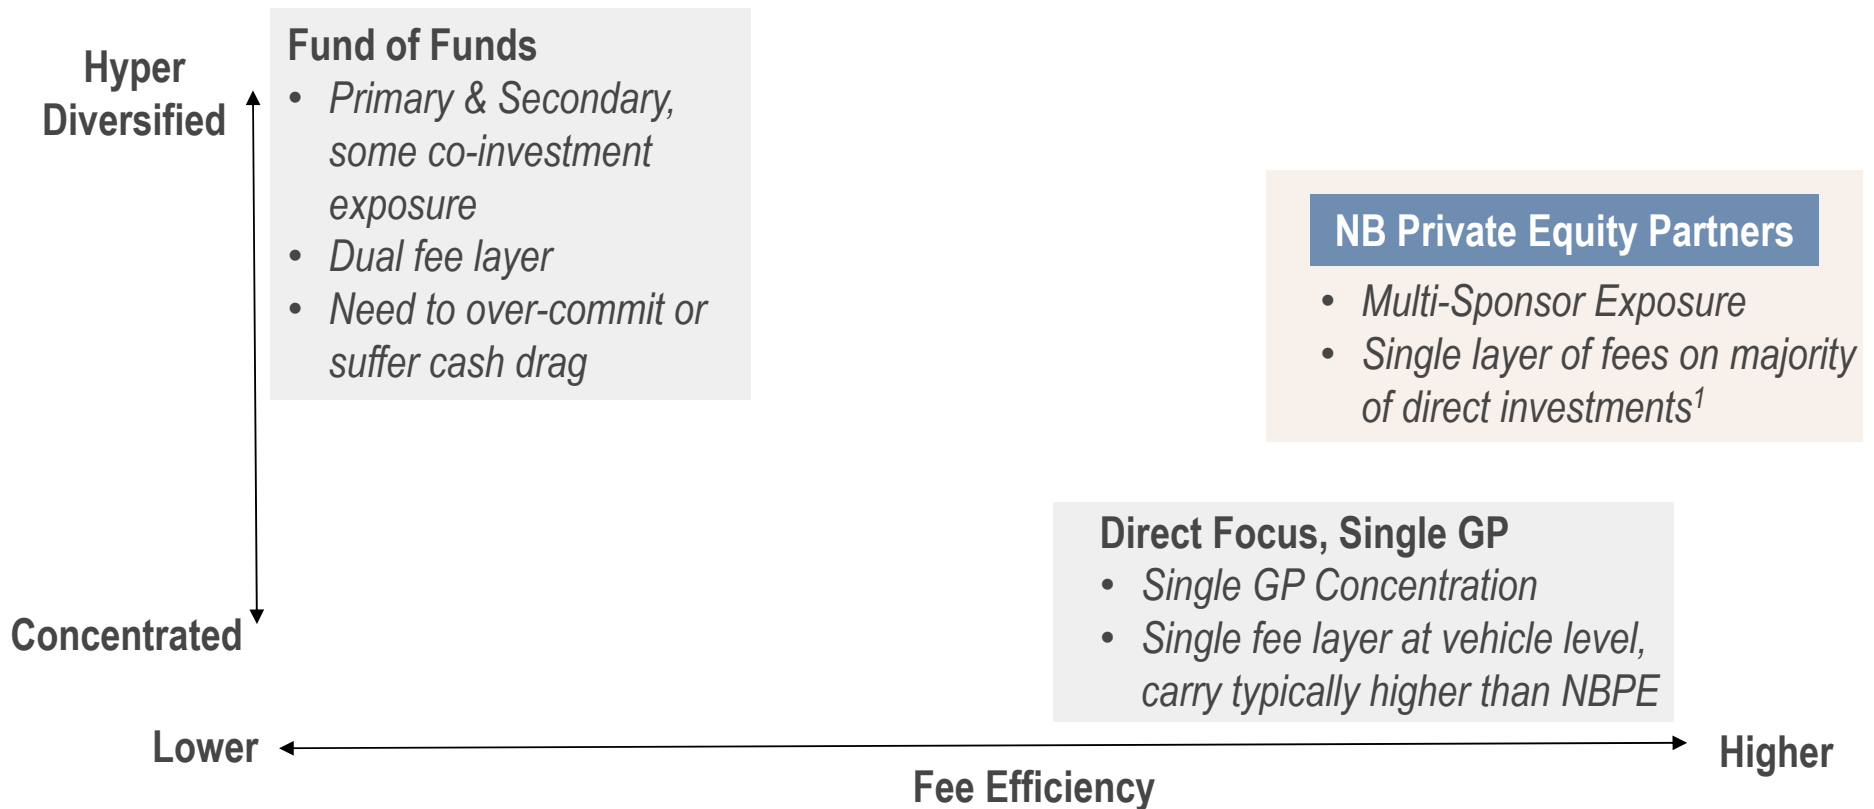 Hyper
Diversified
Fund of Funds
• Primary & Secondary,
some co-investment
exposure
• Dual fee layer
• Need to over-commit or
suffer cash drag
NB Private Equity Partners
• Multi-Sponsor Exposure
• Single layer of fees on majority
of direct investments¹
Direct Focus, Single GP
• Single GP Concentration
• Single fee layer at vehicle level,
carry typically higher than NBPE
Concentrated
Lower
Fee Efficiency
Higher